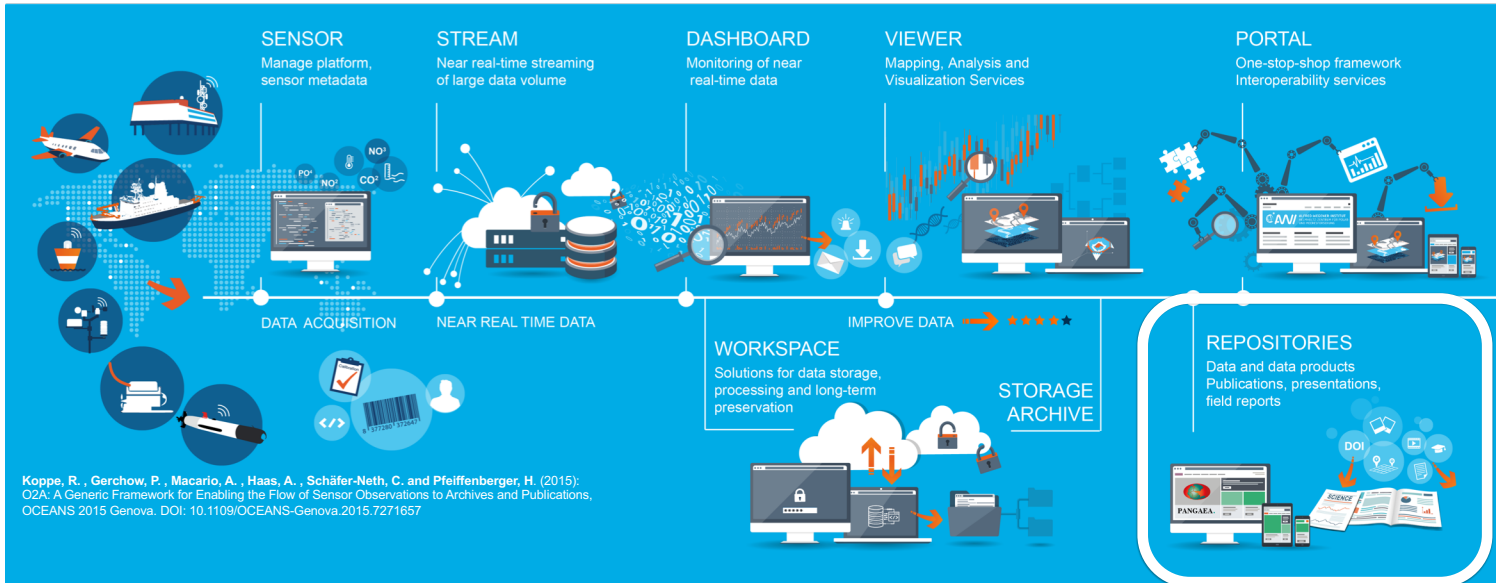 SENSOR
Manage platform,
sensor metadata
STREAM
Near real-time streaming
of large data volume
DASHBOARD
Monitoring of near
real-time data
VIEWER
Mapping, Analysis and
Visualization Services
PORTAL
One-stop-shop framework
Interoperability services
PO⁴
NO²
NO³
CO²
DATA ACQUISITION
NEAR REAL TIME DATA
IMPROVE DATA
WORKSPACE
Solutions for data storage,
processing and long-term
preservation
STORAGE
ARCHIVE
REPOSITORIES
Data and data products
Publications, presentations,
field reports
</>
8 377280 372647
DOI
SCIENCE
PANGAEA.
Koppe, R. , Gerchow, P. , Macario, A. , Haas, A. , Schäfer-Neth, C. and Pfeiffenberger, H. (2015):
O2A: A Generic Framework for Enabling the Flow of Sensor Observations to Archives and Publications,
OCEANS 2015 Genova. DOI: 10.1109/OCEANS-Genova.2015.7271657